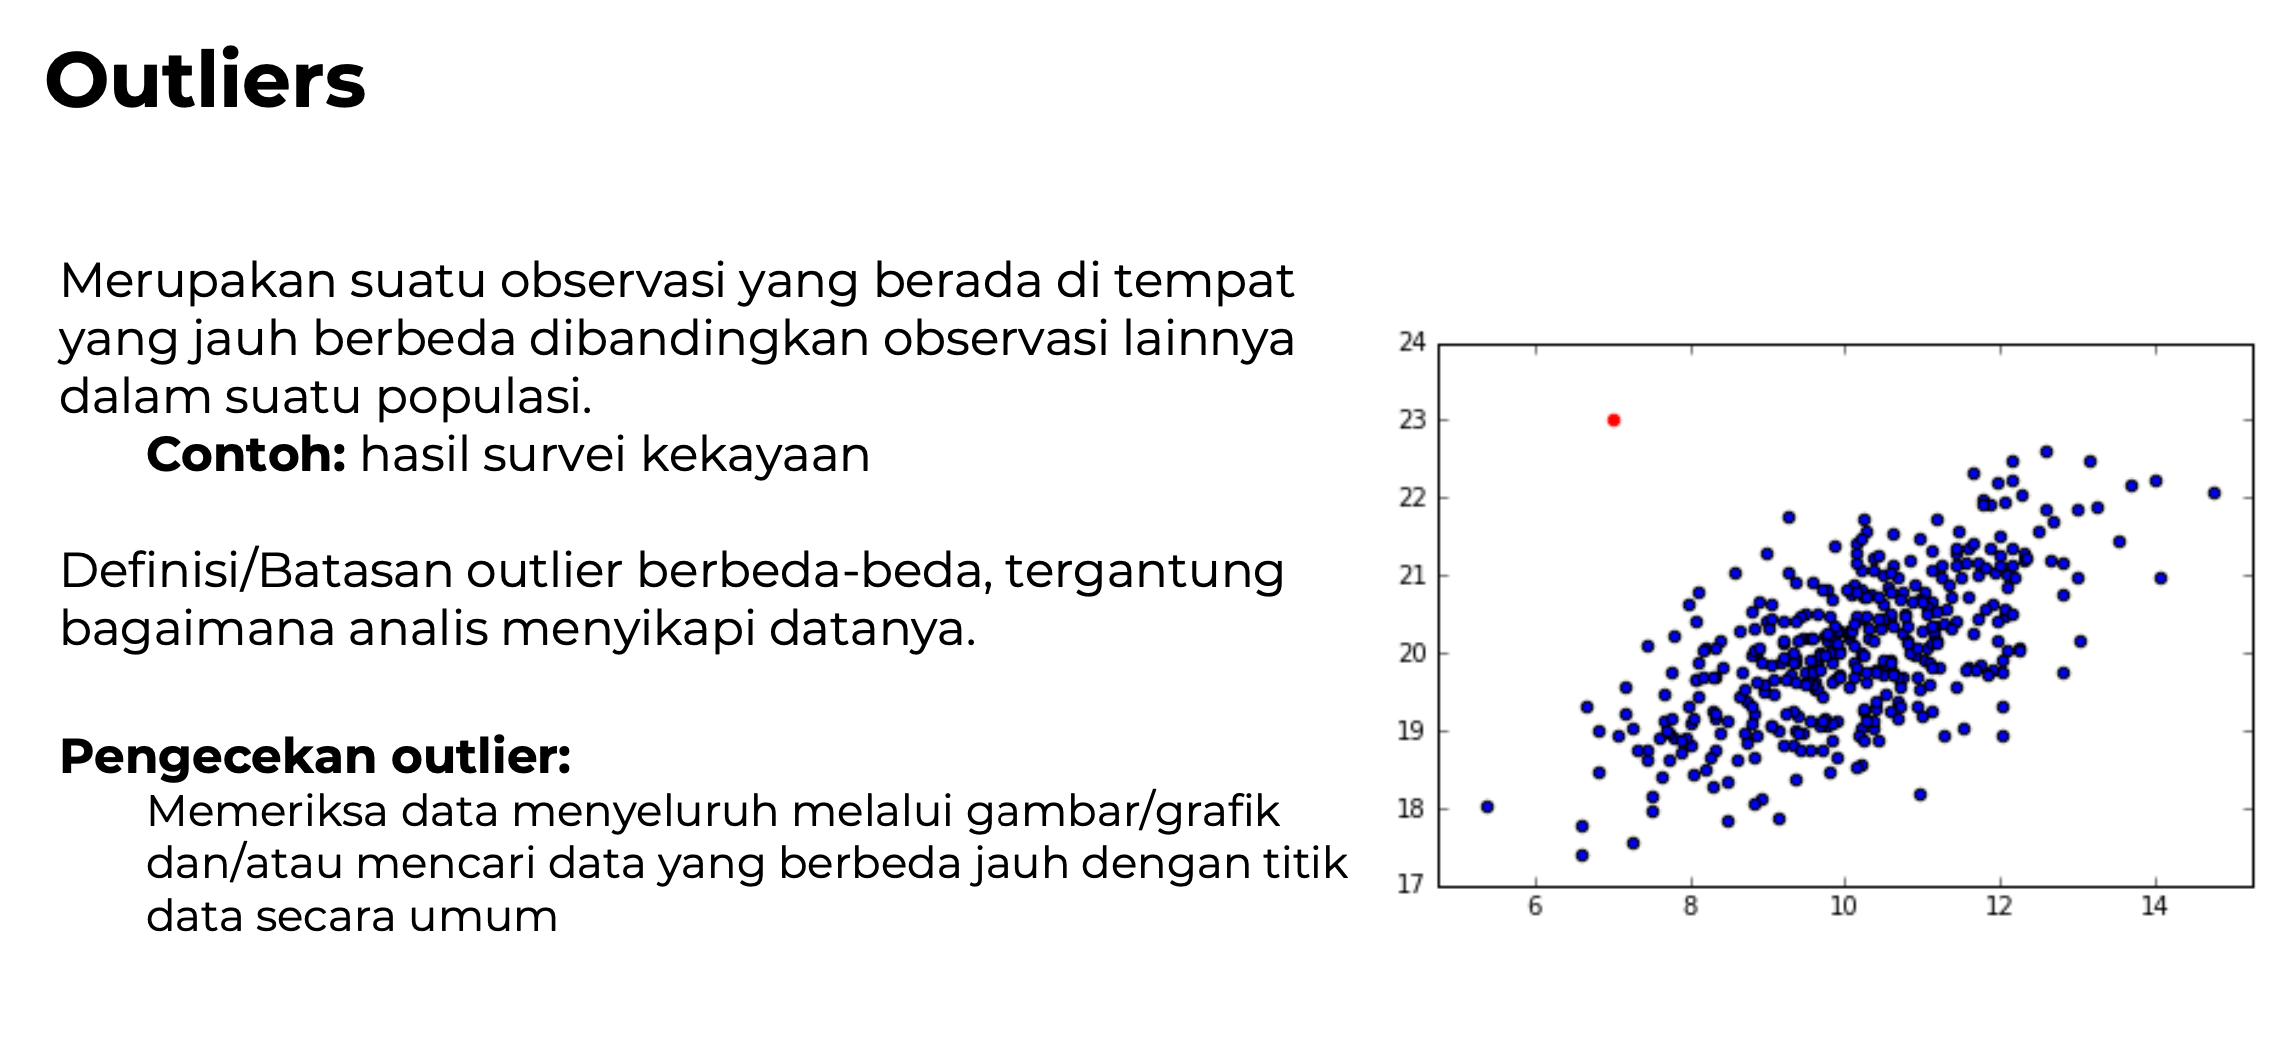 Outliers
Merupakan suatu observasi yang berada di tempat
yang jauh berbeda dibandingkan observasi lainnya
dalam suatu populasi.
Contoh: hasil survei kekayaan
Definisi/Batasan outlier berbeda-beda, tergantung
bagaimana analis menyikapi datanya.
Pengecekan outlier:
Memeriksa data menyeluruh melalui gambar/grafik
dan/atau mencari data yang berbeda jauh dengan titik
data secara umum
24
23
22
21
20
19
18
17
6 8 10 12 14